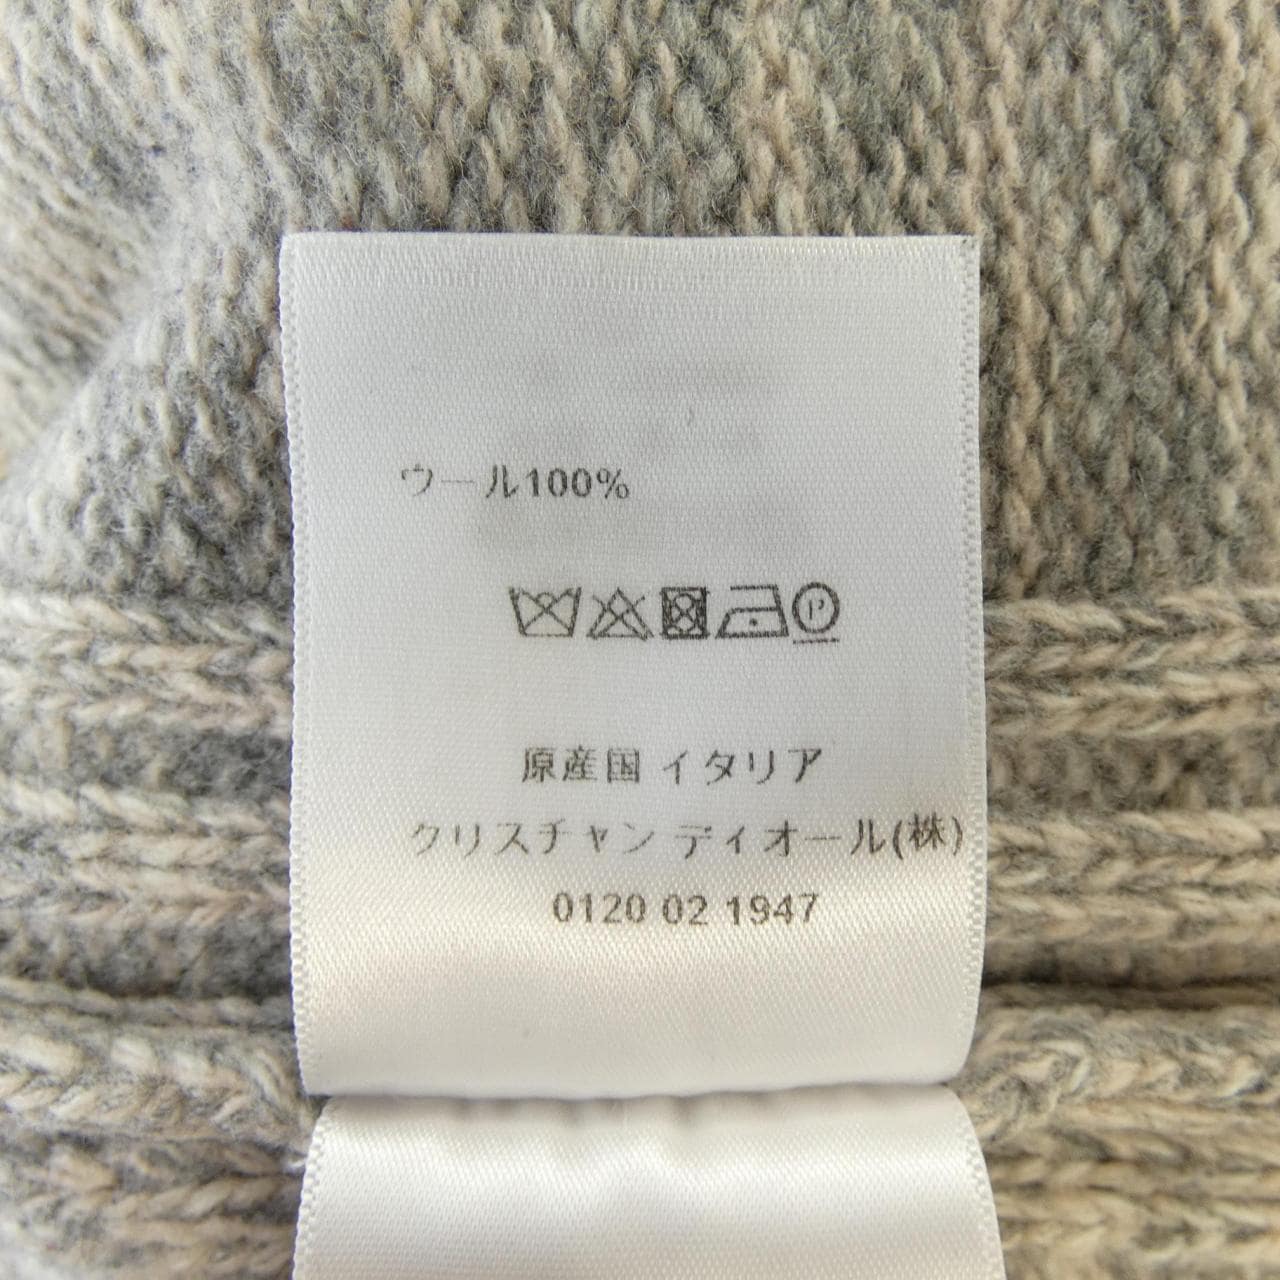 ウール100%
P
原産国 イタリア
クリスチャン ディオール(株)
0120 02 1947